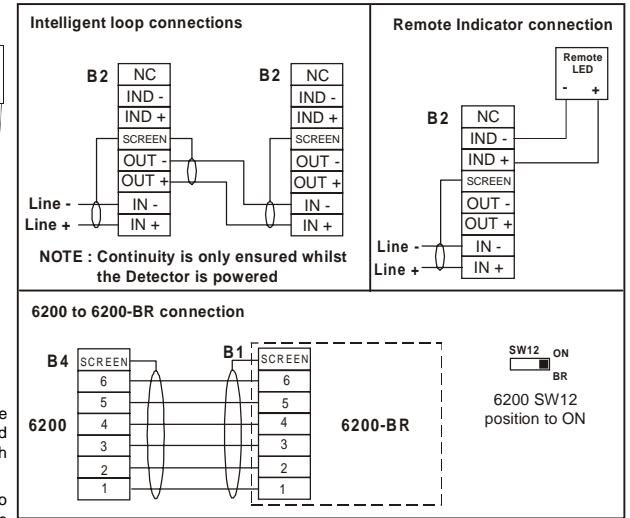 Intelligent loop connections
B2
NC
IND -
IND +
SCREEN
OUT -
OUT +
IN -
IN +
B2
NC
IND -
IND +
SCREEN
OUT -
OUT +
IN -
IN +
Line -
Line +
NOTE : Continuity is only ensured whilst
the Detector is powered
Remote Indicator connection
Remote
LED
- +
B2
NC
IND -
IND +
SCREEN
OUT -
OUT +
IN -
IN +
Line -
Line +
6200 to 6200-BR connection
B4
SCREEN
6
5
4
3
2
1
6200
B1
SCREEN
6
5
4
3
2
1
6200-BR
SW12 ON
BR
6200 SW12
position to ON